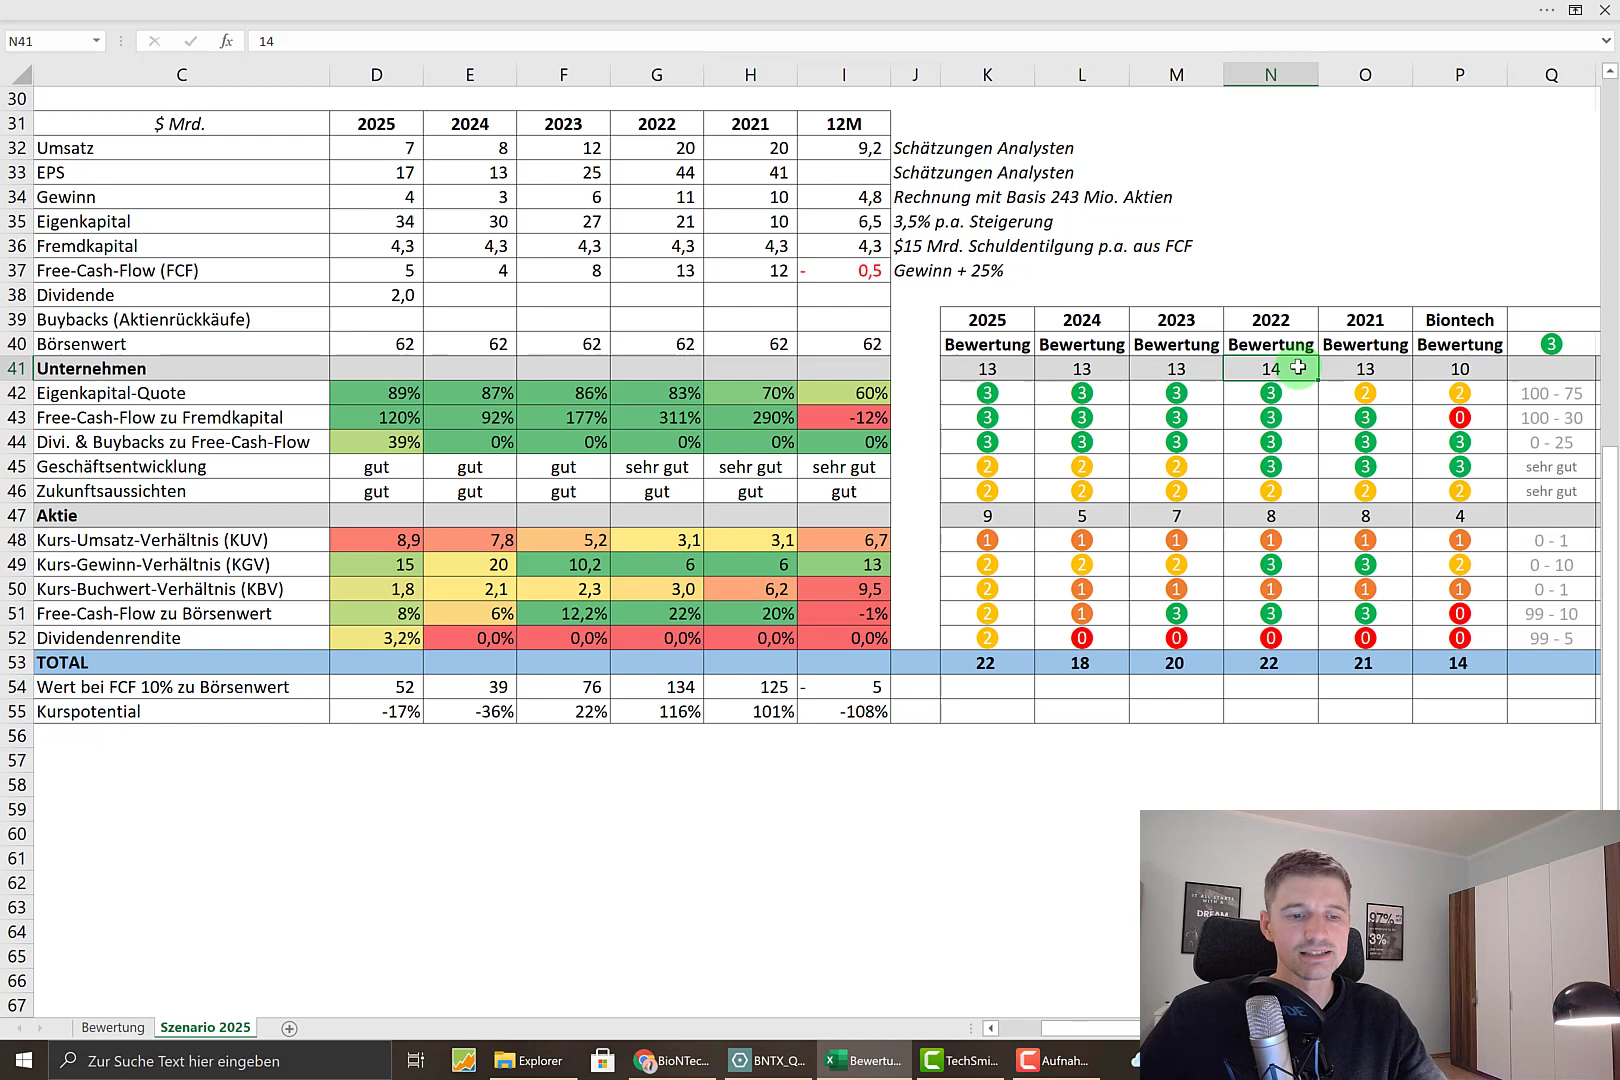 N41 fx 14
C D E F G H I J K L M N O P Q
30
31 $ Mrd. 2025 2024 2023 2022 2021 12M
32 Umsatz 7 8 12 20 20 9,2 Schätzungen Analysten
33 EPS 17 13 25 44 41 Schätzungen Analysten
34 Gewinn 4 3 6 11 10 4,8 Rechnung mit Basis 243 Mio. Aktien
35 Eigenkapital 34 30 27 21 10 6,5 3,5% p.a. Steigerung
36 Fremdkapital 4,3 4,3 4,3 4,3 4,3 4,3 $15 Mrd. Schuldentilgung p.a. aus FCF
37 Free-Cash-Flow (FCF) 5 4 8 13 12 - 0,5 Gewinn + 25%
38 Dividende 2,0
39 Buybacks (Aktienrückkäufe) 2025 2024 2023 2022 2021 Biontech
40 Börsenwert 62 62 62 62 62 62 Bewertung Bewertung Bewertung Bewertung Bewertung Bewertung 3
41 Unternehmen 13 13 13 14 13 10
42 Eigenkapital-Quote 89% 87% 86% 83% 70% 60% 3 3 3 3 2 2 100 - 75
43 Free-Cash-Flow zu Fremdkapital 120% 92% 177% 311% 290% -12% 3 3 3 3 3 0 100 - 30
44 Divi. & Buybacks zu Free-Cash-Flow 39% 0% 0% 0% 0% 0% 3 3 3 3 3 3 0 - 25
45 Geschäftsentwicklung gut gut gut sehr gut sehr gut sehr gut 2 2 2 3 3 3 sehr gut
46 Zukunftsaussichten gut gut gut gut gut gut 2 2 2 2 2 2 sehr gut
47 Aktie 9 5 7 8 8 4
48 Kurs-Umsatz-Verhältnis (KUV) 8,9 7,8 5,2 3,1 3,1 6,7 1 1 1 1 1 1 0 - 1
49 Kurs-Gewinn-Verhältnis (KGV) 15 20 10,2 6 6 13 2 2 2 3 3 2 0 - 10
50 Kurs-Buchwert-Verhältnis (KBV) 1,8 2,1 2,3 3,0 6,2 9,5 2 1 1 1 1 1 0 - 1
51 Free-Cash-Flow zu Börsenwert 8% 6% 12,2% 22% 20% -1% 2 1 3 3 3 0 99 - 10
52 Dividendenrendite 3,2% 0,0% 0,0% 0,0% 0,0% 0,0% 2 0 0 0 0 0 99 - 5
53 TOTAL 22 18 20 22 21 14
54 Wert bei FCF 10% zu Börsenwert 52 39 76 134 125 - 5
55 Kurspotential -17% -36% 22% 116% 101% -108%
56
57
58
59
60
61
62
63
64
65
66
67
IT ALL STARTS
WITH A
DREAM
97%
3%
Bewertung Szenario 2025
Zur Suche Text hier eingeben Explorer BioNTec... BNTX_Q... Bewertu... TechSmi... Aufnah...